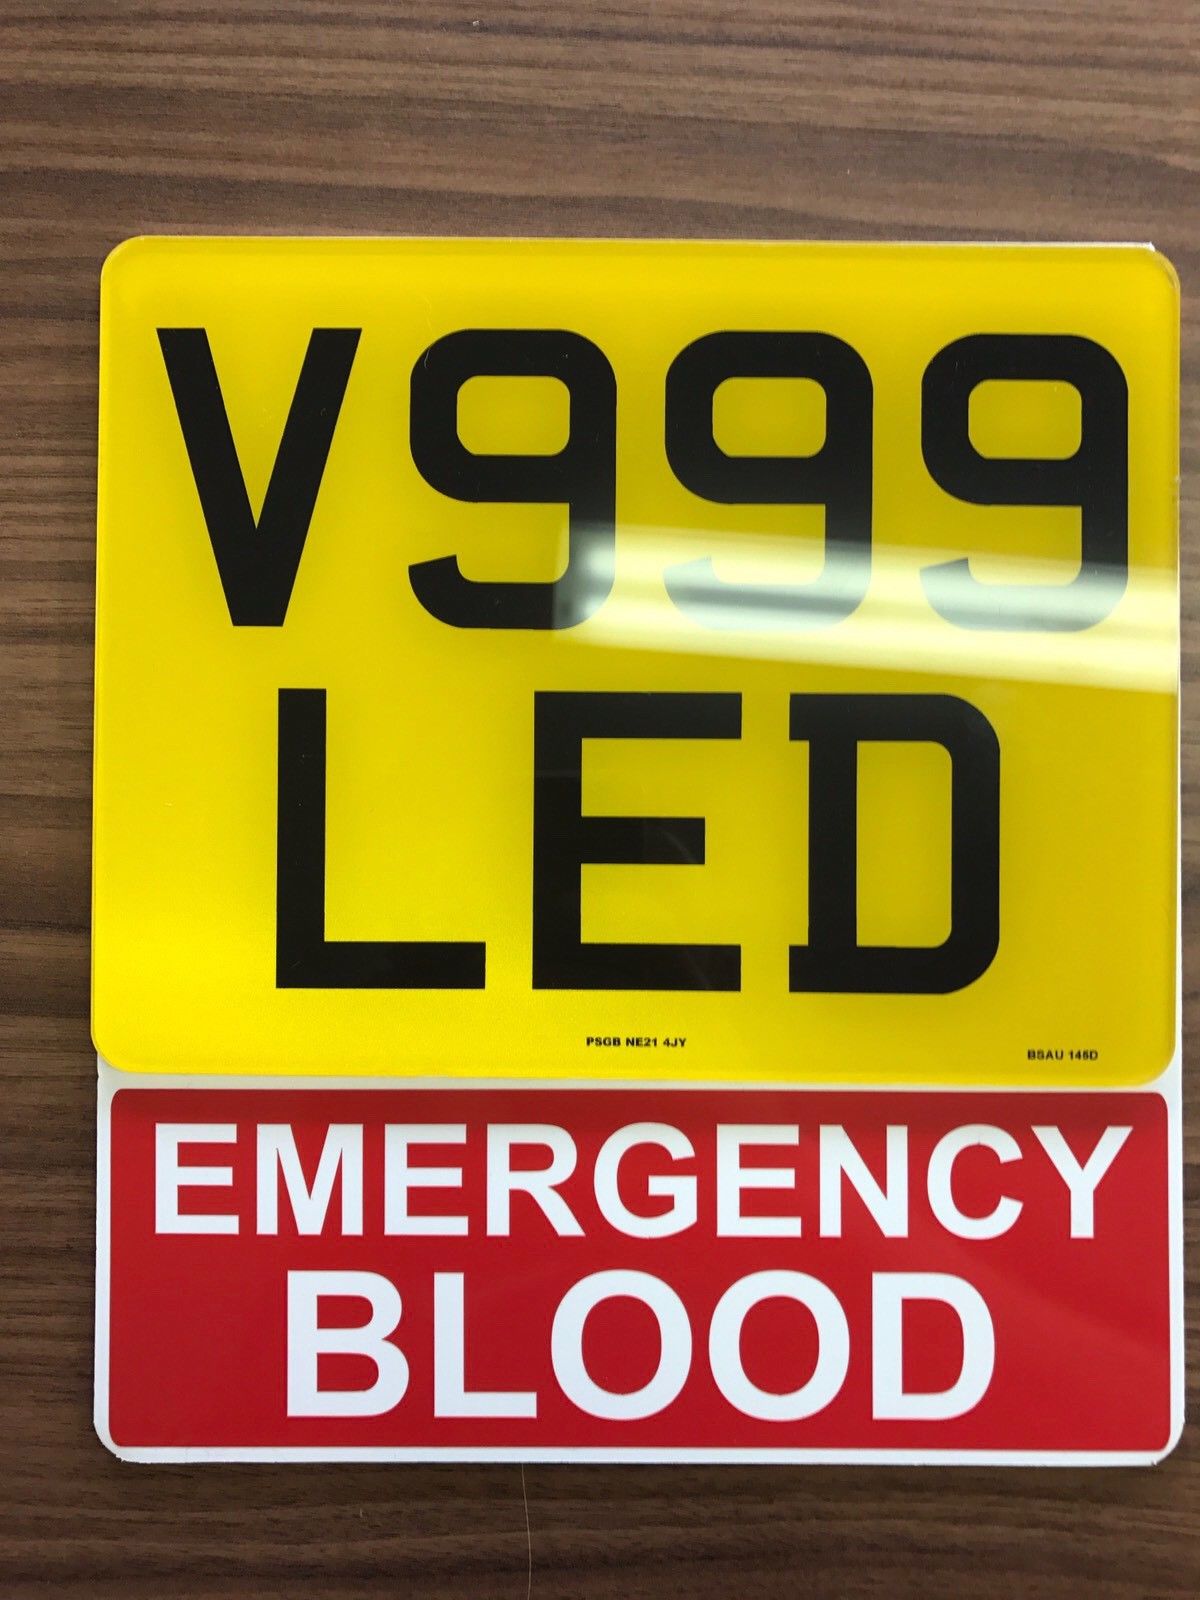 V999
LED
PSGB NE21 4JY
BSAU 145D
EMERGENCY
BLOOD